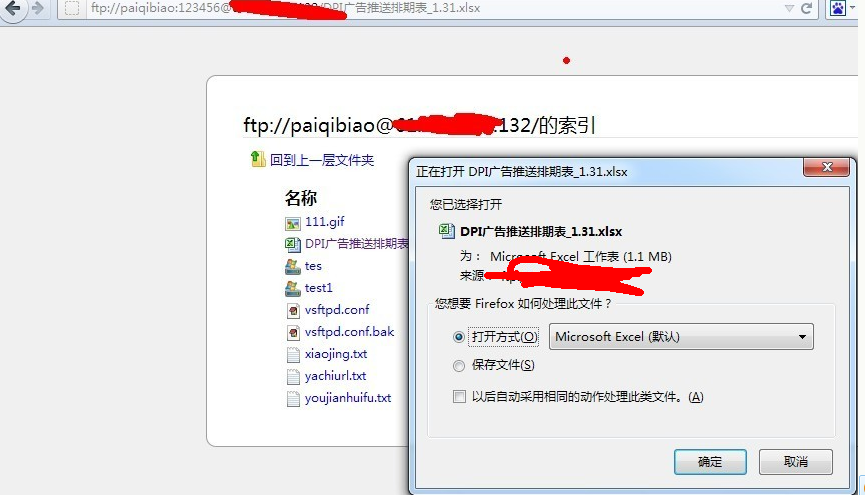 ftp://paiqibiao:123456@ /DPI广告推送排期表_1.31.xlsx
ftp://paiqibiao@ .132/的索引
回到上一层文件夹
名称
111.gif
DPI广告推送排期表
tes
test1
vsftpd.conf
vsftpd.conf.bak
xiaojing.txt
yachiurl.txt
youjianhuifu.txt
正在打开 DPI广告推送排期表_1.31.xlsx
您已选择打开
DPI广告推送排期表_1.31.xlsx
为： Microsoft Excel 工作表 (1.1 MB)
来源
您想要 Firefox 如何处理此文件？
打开方式(O) Microsoft Excel (默认)
保存文件(S)
以后自动采用相同的动作处理此类文件。(A)
确定 取消